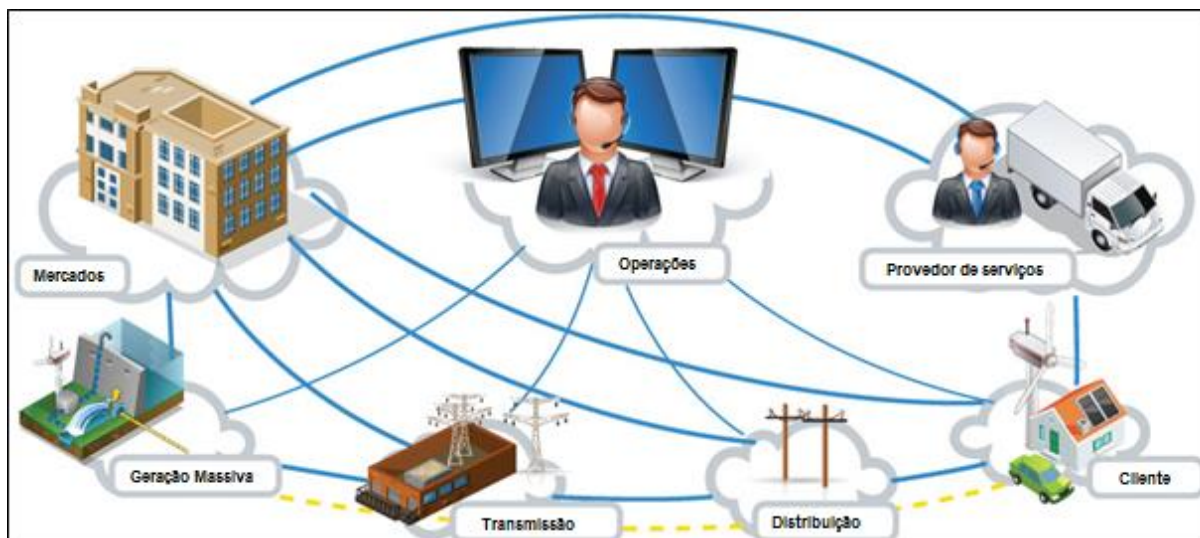 Operações
Provedor de serviços
Mercados
Geração Massiva
Transmissão
Distribuição
Cliente